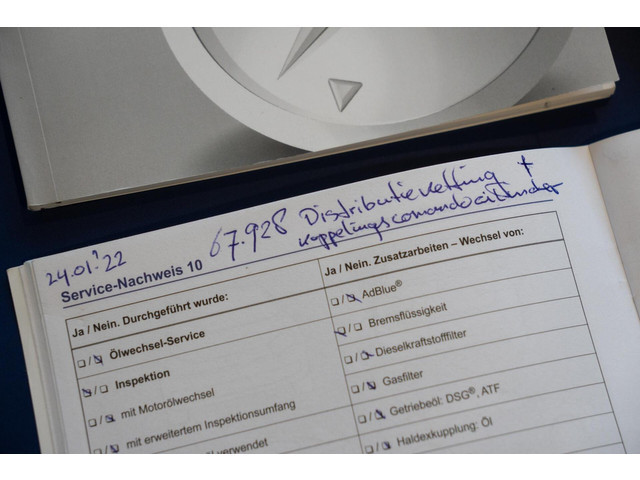 24.01.'22 67.928 Distributieketting +
koppelingscomandocilinder
Service-Nachweis 10
Ja / Nein. Durchgeführt wurde:
Ölwechsel-Service
Inspektion
mit Motorölwechsel
mit erweitertem Inspektionsumfang
verwendet
Ja / Nein. Zusatzarbeiten – Wechsel von:
AdBlue®
Bremsflüssigkeit
Dieselkraftstofffilter
Gasfilter
Getriebeöl: DSG®, ATF
Haldexkupplung: Öl